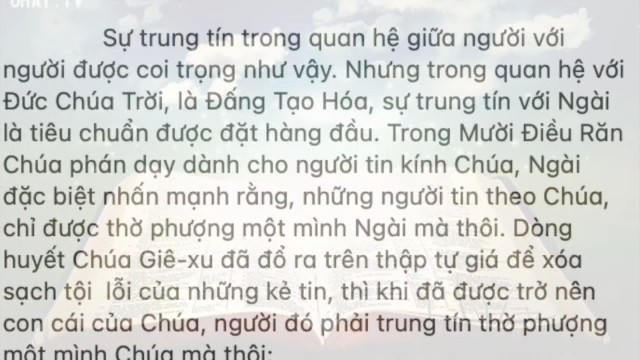 Sự trung tín trong quan hệ giữa người với
người được coi trọng như vậy. Nhưng trong quan hệ với
Đức Chúa Trời, là Đấng Tạo Hóa, sự trung tín với Ngài
là tiêu chuẩn được đặt hàng đầu. Trong Mười Điều Răn
Chúa phán dạy dành cho người tin kính Chúa, Ngài
đặc biệt nhấn mạnh rằng, những người tin theo Chúa,
chỉ được thờ phượng một mình Ngài mà thôi. Dòng
huyết Chúa Giê-xu đã đổ ra trên thập tự giá để xóa
sạch tội  lỗi của những kẻ tin, thì khi đã được trở nên
con cái của Chúa, người đó phải trung tín thờ phượng
một mình Chúa mà thôi: